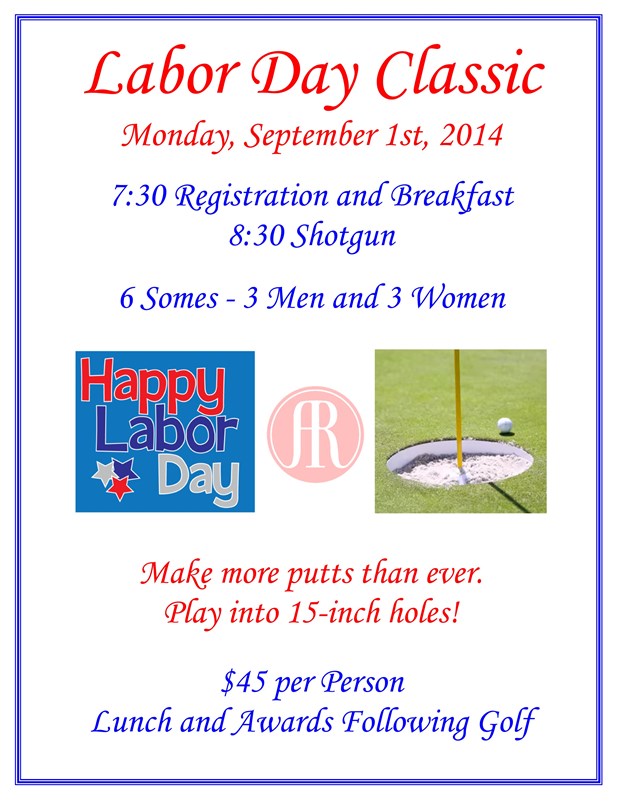 Labor Day Classic
Monday, September 1st, 2014
7:30 Registration and Breakfast
8:30 Shotgun
6 Somes - 3 Men and 3 Women
Happy
Labor
Day
AR
Make more putts than ever.
Play into 15-inch holes!
$45 per Person
Lunch and Awards Following Golf